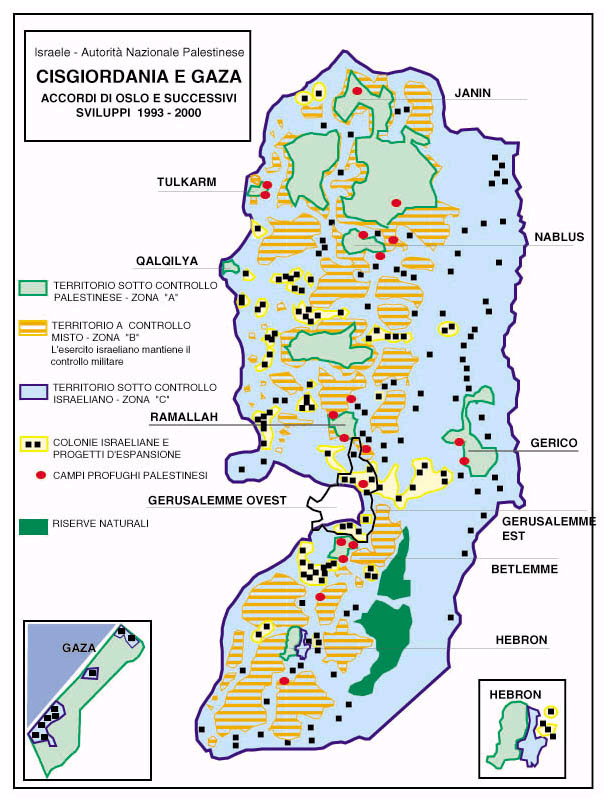 Israele - Autorità Nazionale Palestinese
CISGIORDANIA E GAZA
ACCORDI DI OSLO E SUCCESSIVI
SVILUPPI 1993 - 2000
JANIN
TULKARM
NABLUS
QALQILYA
TERRITORIO SOTTO CONTROLLO
PALESTINESE - ZONA "A"
TERRITORIO A CONTROLLO
MISTO - ZONA "B"
L'esercito israeliano mantiene il
controllo militare
TERRITORIO SOTTO CONTROLLO
ISRAELIANO - ZONA "C"
RAMALLAH
COLONIE ISRAELIANE E
PROGETTI D'ESPANSIONE
GERICO
CAMPI PROFUGHI PALESTINESI
GERUSALEMME OVEST
RISERVE NATURALI
GERUSALEMME
EST
BETLEMME
HEBRON
GAZA
HEBRON